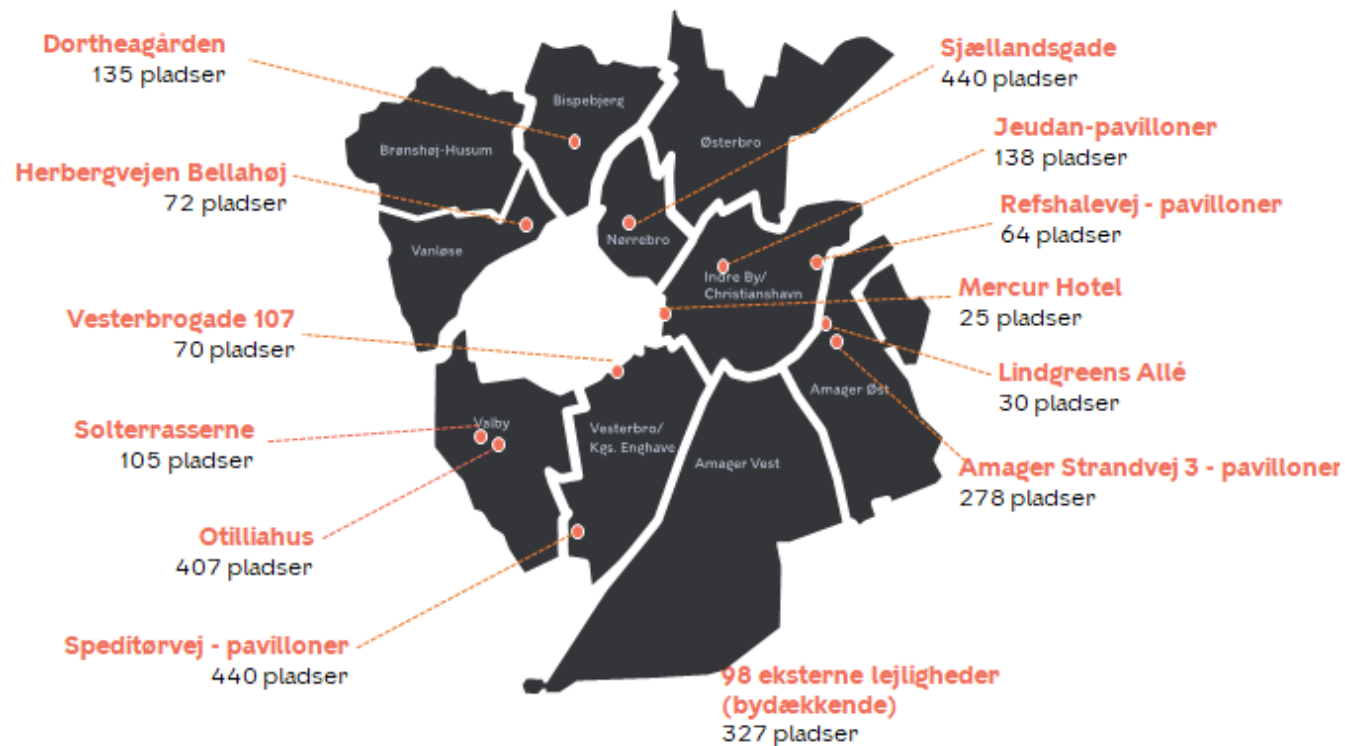 Dortheagården
135 pladser
Sjællandsgade
440 pladser
Bispebjerg
Brønshøj-Husum
Østerbro
Jeudan-pavilloner
138 pladser
Herbergvejen Bellahøj
72 pladser
Refshalevej - pavilloner
64 pladser
Vanløse
Nørrebro
Indre By/
Christianshavn
Mercur Hotel
25 pladser
Vesterbrogade 107
70 pladser
Lindgreens Allé
30 pladser
Amager Øst
Valby
Vesterbro/
Kgs. Enghave
Solterrasserne
105 pladser
Amager Vest
Amager Strandvej 3 - pavilloner
278 pladser
Otilliahus
407 pladser
Speditørvej - pavilloner
440 pladser
98 eksterne lejligheder
(bydækkende)
327 pladser